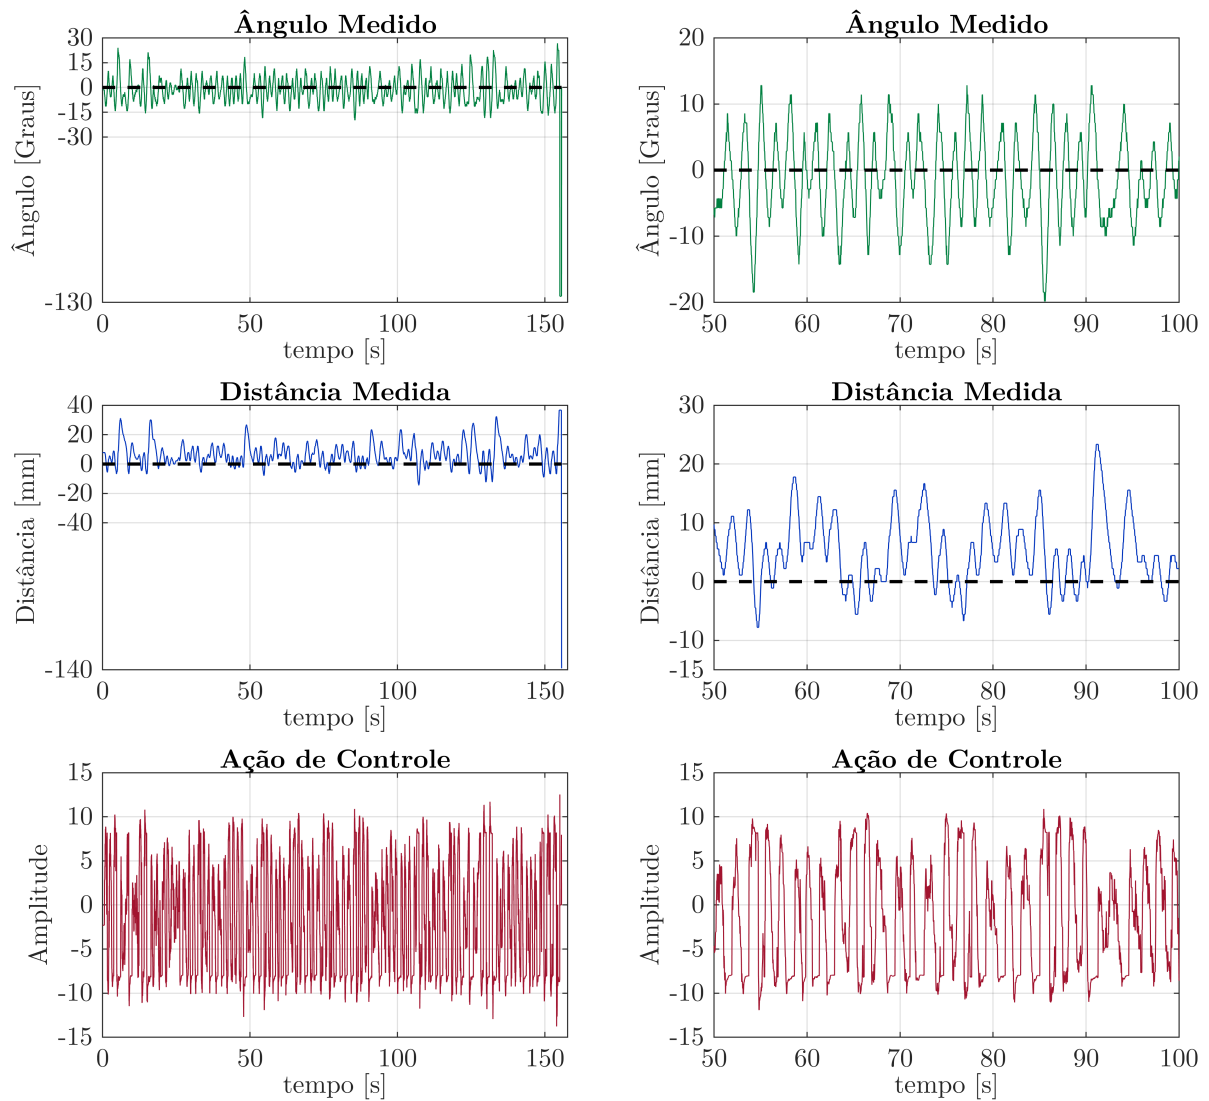 Ângulo Medido
30
15
0
-15
-30
-130
Ângulo [Graus]
0 50 100 150
tempo [s]
Ângulo Medido
20
10
0
-10
-20
Ângulo [Graus]
50 60 70 80 90 100
tempo [s]
Distância Medida
40
20
0
-20
-40
-140
Distância [mm]
0 50 100 150
tempo [s]
Distância Medida
30
20
10
0
-10
-15
Distância [mm]
50 60 70 80 90 100
tempo [s]
Ação de Controle
15
10
5
0
-5
-10
-15
Amplitude
0 50 100 150
tempo [s]
Ação de Controle
15
10
5
0
-5
-10
-15
Amplitude
50 60 70 80 90 100
tempo [s]